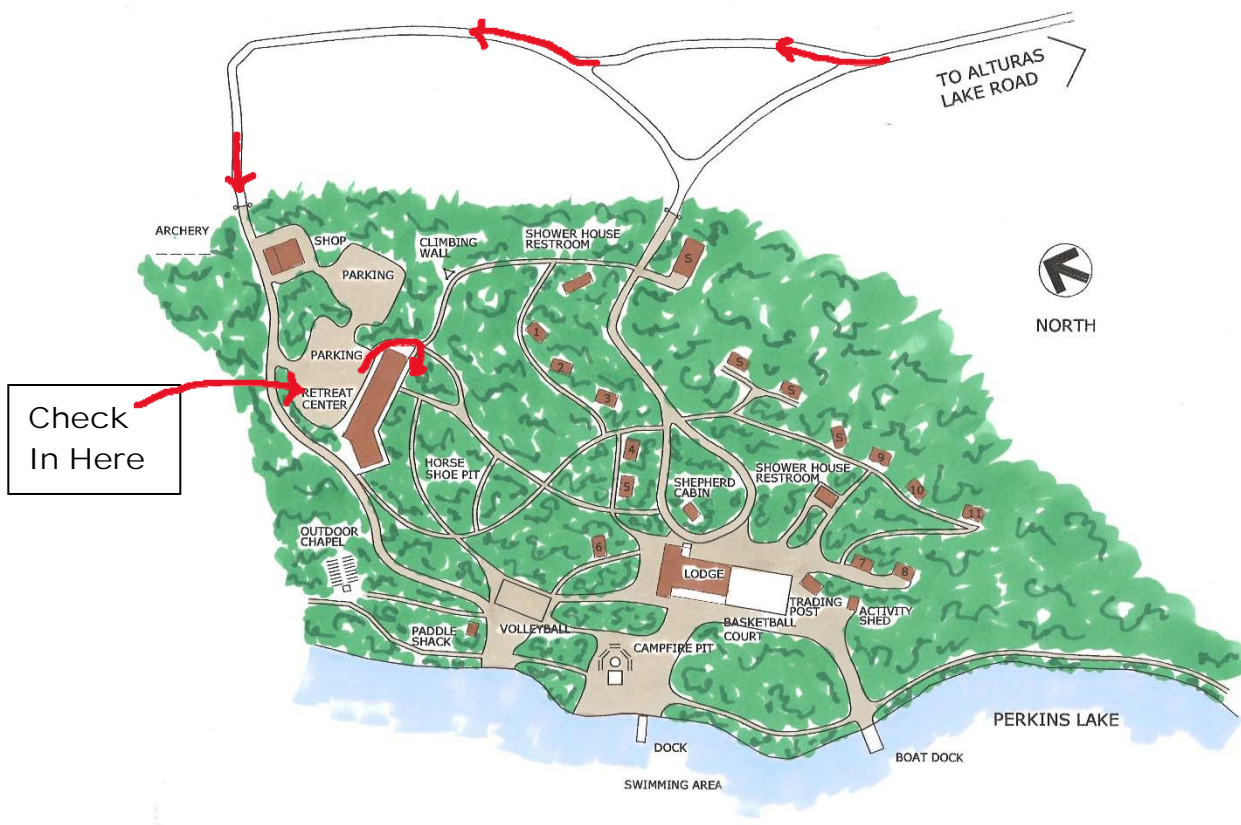 TO ALTURAS
LAKE ROAD
ARCHERY
SHOP
CLIMBING
WALL
SHOWER HOUSE
RESTROOM
S
PARKING
NORTH
1
PARKING
2
S
S
Check
In Here
RETREAT
CENTER
3
4
S
9
HORSE
SHOE PIT
5
SHEPHERD
CABIN
SHOWER HOUSE
RESTROOM
10
11
OUTDOOR
CHAPEL
6
LODGE
7
8
TRADING
POST
ACTIVITY
SHED
PADDLE
SHACK
VOLLEYBALL
BASKETBALL
COURT
CAMPFIRE PIT
PERKINS LAKE
DOCK
BOAT DOCK
SWIMMING AREA